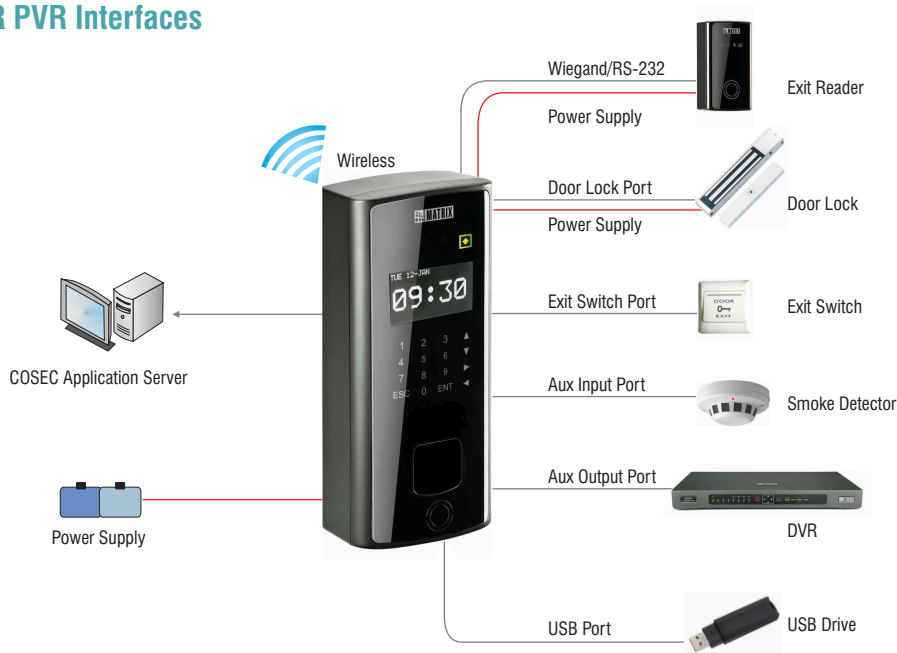 R PVR Interfaces
Wiegand/RS-232
Exit Reader
Power Supply
Wireless
Door Lock Port
Door Lock
Power Supply
MATRIX
TUE 12-JAN
09:30
Exit Switch Port
DOOR
EXIT
Exit Switch
1 2 3
4 5 6
7 8 9
ESC 0 ENT
COSEC Application Server
Aux Input Port
Smoke Detector
Aux Output Port
DVR
Power Supply
USB Port
USB Drive